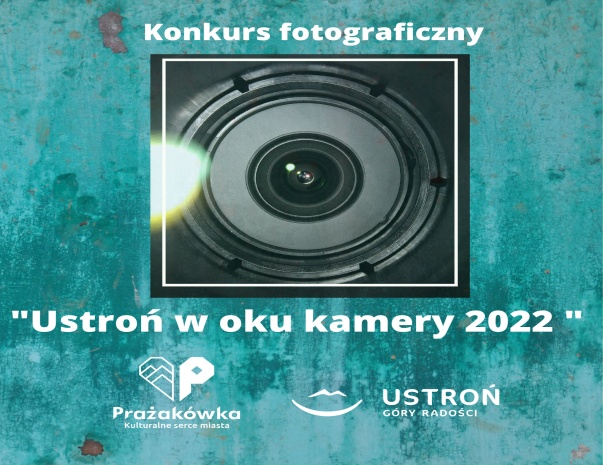 Konkurs fotograficzny
"Ustroń w oku kamery 2022 "
Prażakówka
Kulturalne serce miasta
USTROŃ
GÓRY RADOŚCI